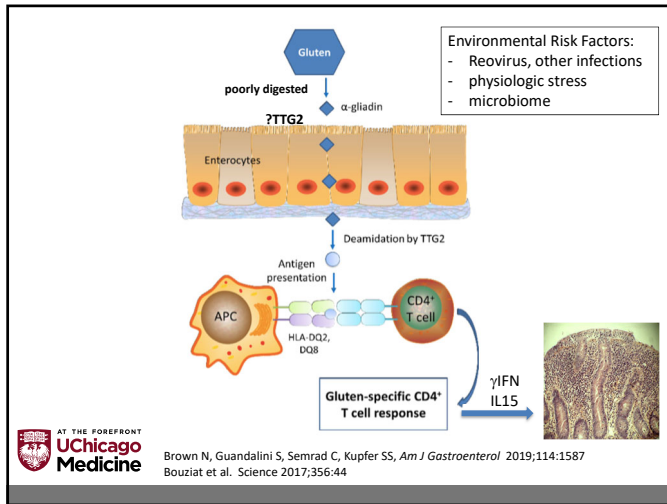 Gluten
Environmental Risk Factors:
- Reovirus, other infections
- physiologic stress
- microbiome
poorly digested
α-gliadin
?TTG2
Enterocytes
Deamidation by TTG2
Antigen
presentation
APC
CD4⁺
T cell
HLA-DQ2,
DQ8
Gluten-specific CD4⁺
T cell response
γIFN
IL15
AT THE FOREFRONT
UChicago
Medicine
Brown N, Guandalini S, Semrad C, Kupfer SS, Am J Gastroenterol 2019;114:1587
Bouziat et al. Science 2017;356:44